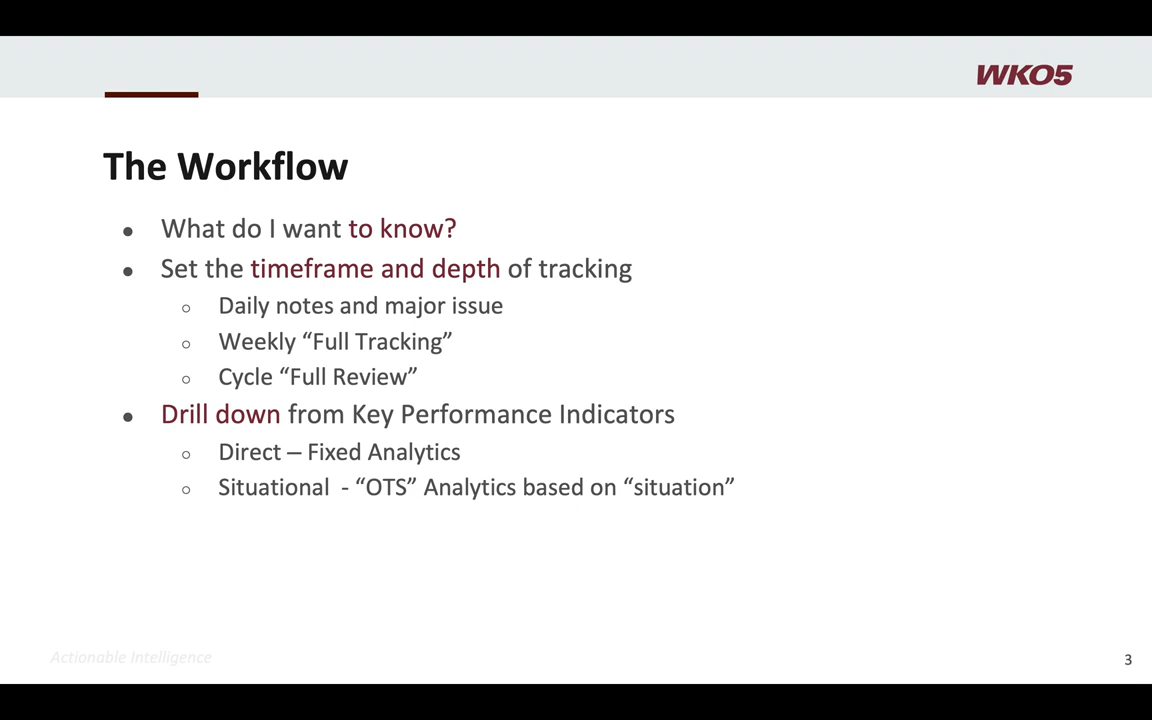 WKO5
The Workflow
● What do I want to know?
● Set the timeframe and depth of tracking
○ Daily notes and major issue
○ Weekly “Full Tracking”
○ Cycle “Full Review”
● Drill down from Key Performance Indicators
○ Direct – Fixed Analytics
○ Situational - “OTS” Analytics based on “situation”
Actionable Intelligence
3